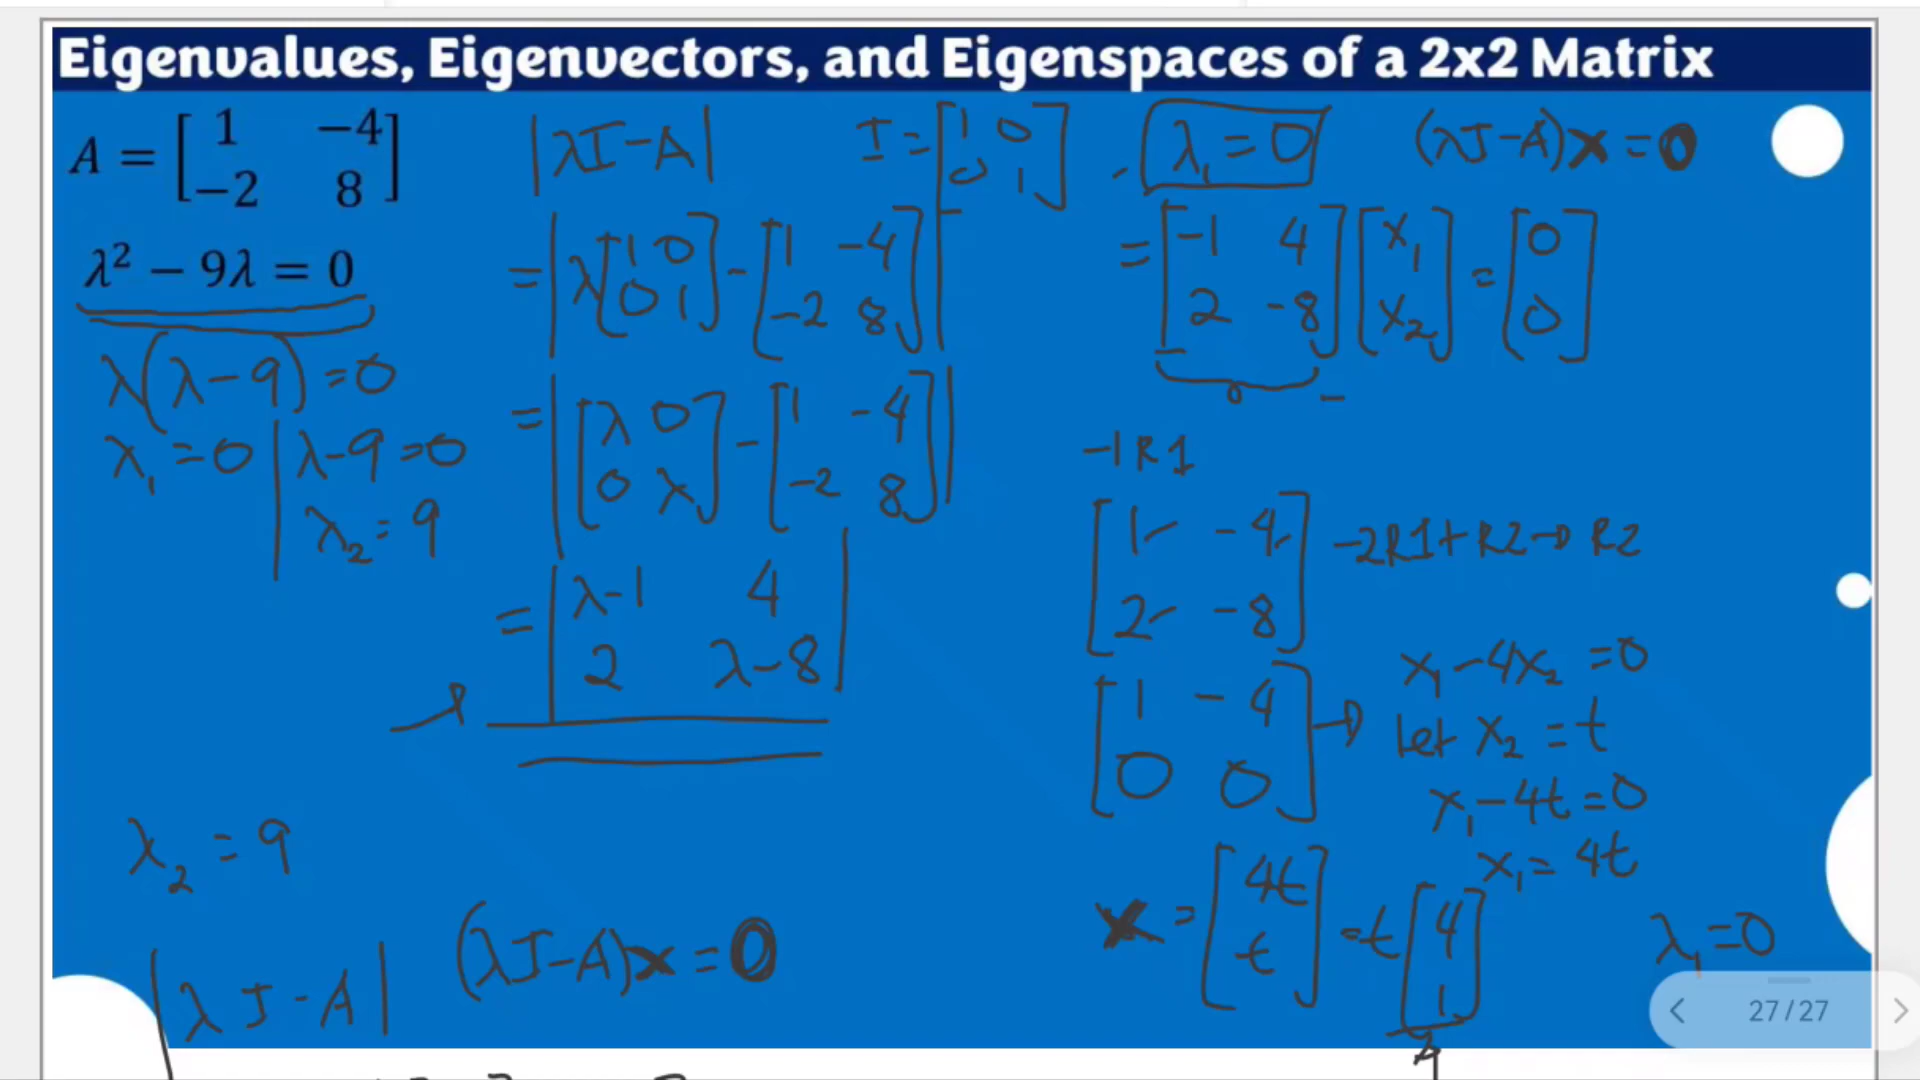 Eigenvalues, Eigenvectors, and Eigenspaces of a 2x2 Matrix
A = [1 −4; −2 8]
λ² − 9λ = 0
λ(λ−9) = 0
λ₁ = 0 | λ−9 = 0
λ₂ = 9
|λI−A|
I = [1 0; 0 1]
= |λ[1 0; 0 1] − [1 −4; −2 8]|
= |[λ 0; 0 λ] − [1 −4; −2 8]|
= |λ−1 4; 2 λ−8|
λ₂ = 9
|λI−A|
(λI−A)x = 0
λ₁ = 0
(λI−A)x = 0
= [−1 4; 2 −8] [x₁; x₂] = [0; 0]
−1R1
[1 −4; 2 −8] −2R1+R2→R2
[1 −4; 0 0] →
x₁−4x₂ = 0
let x₂ = t
x₁−4t = 0
x₁ = 4t
x = [4t; t] = t[4; 1]
λ₁ = 0
27/27